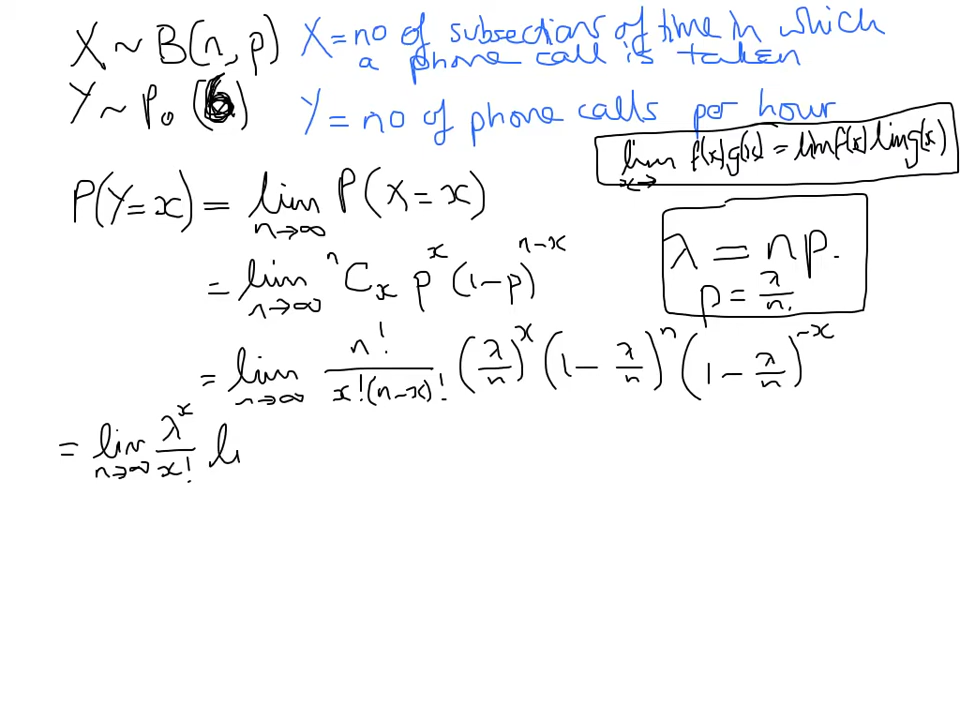 X ~ B(n, p) X = no of subsections of time in which
a phone call is taken
Y ~ Po (6) Y = no of phone calls per hour
lim x→ f(x)g(x) = lim f(x) lim g(x)
P(Y=x) = lim n→∞ P(X=x)
λ = np.
p = λ/n.
= lim n→∞ ⁿCₓ pˣ (1-p)ⁿ⁻ˣ
= lim n→∞ n!/x!(n-x)! (λ/n)ˣ (1 - λ/n)ⁿ (1 - λ/n)⁻ˣ
= lim n→∞ λˣ/x! li